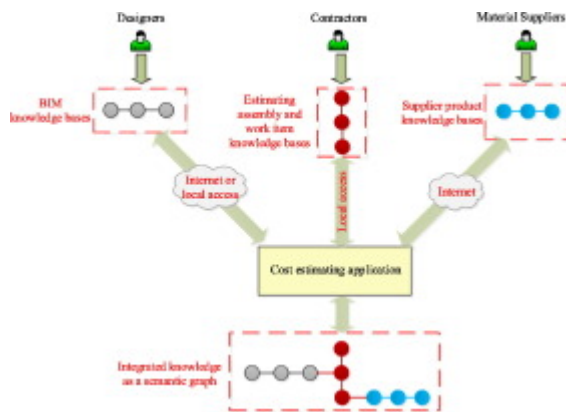 Designers
Contractors
Material Suppliers
BIM
knowledge bases
Estimating
assembly and
work item
knowledge bases
Supplier product
knowledge bases
Internet or
local access
Local access
Internet
Cost estimating application
Integrated knowledge
as a semantic graph